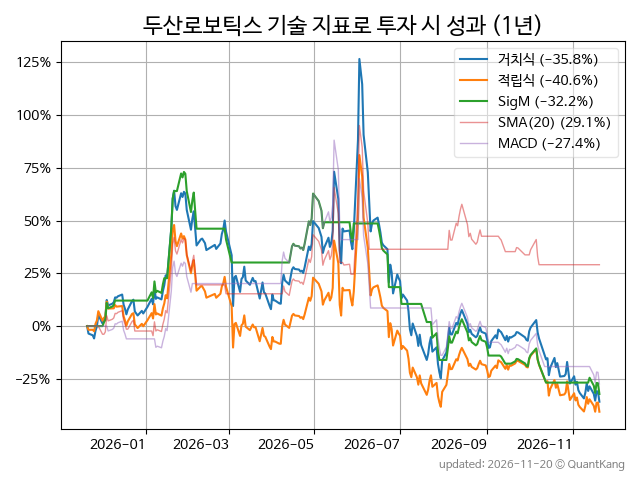 두산로보틱스 기술 지표로 투자 시 성과 (1년)
125%
100%
75%
50%
25%
0%
−25%
거치식 (−35.8%)
적립식 (−40.6%)
SigM (−32.2%)
SMA(20) (29.1%)
MACD (−27.4%)
2026-01
2026-03
2026-05
2026-07
2026-09
2026-11
updated: 2026-11-20 © QuantKang